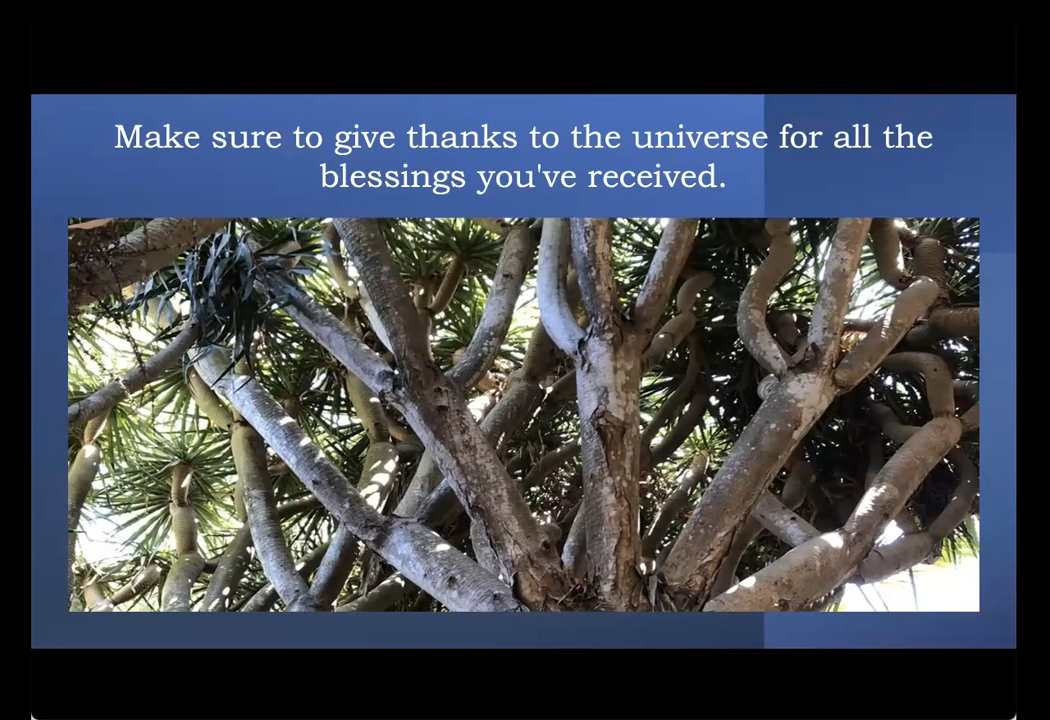 Make sure to give thanks to the universe for all the
blessings you've received.